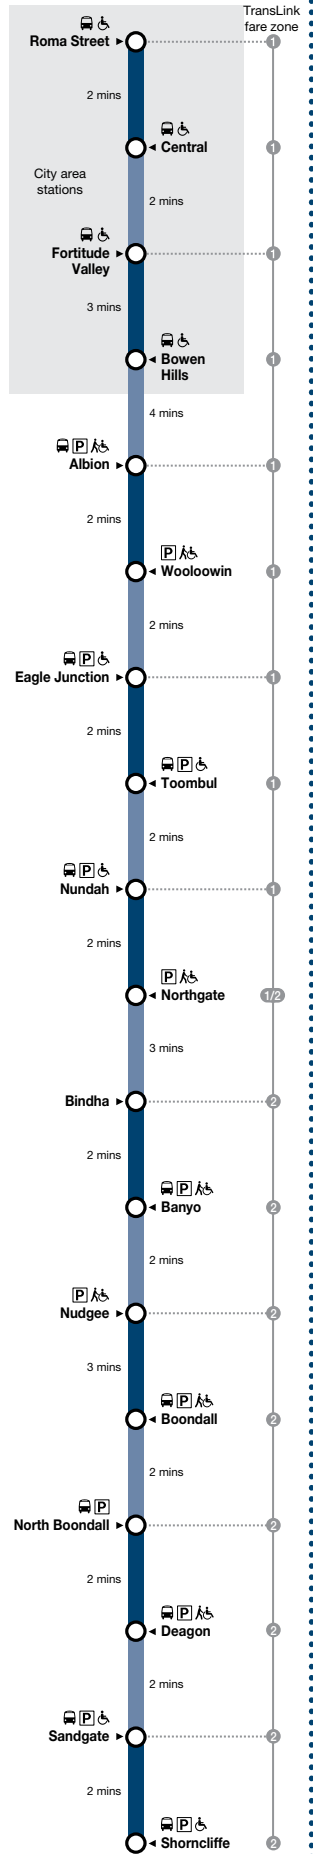 TransLink
fare zone
Roma Street
1
2 mins
Central
1
City area
stations
2 mins
Fortitude
Valley
1
3 mins
Bowen
Hills
1
4 mins
P
Albion
1
2 mins
P
Wooloowin
1
2 mins
P
Eagle Junction
1
2 mins
P
Toombul
1
2 mins
P
Nundah
1
2 mins
P
Northgate
1/2
3 mins
Bindha
2
2 mins
P
Banyo
2
2 mins
P
Nudgee
2
3 mins
P
Boondall
2
2 mins
P
North Boondall
2
2 mins
P
Deagon
2
2 mins
P
Sandgate
2
2 mins
P
Shorncliffe
2